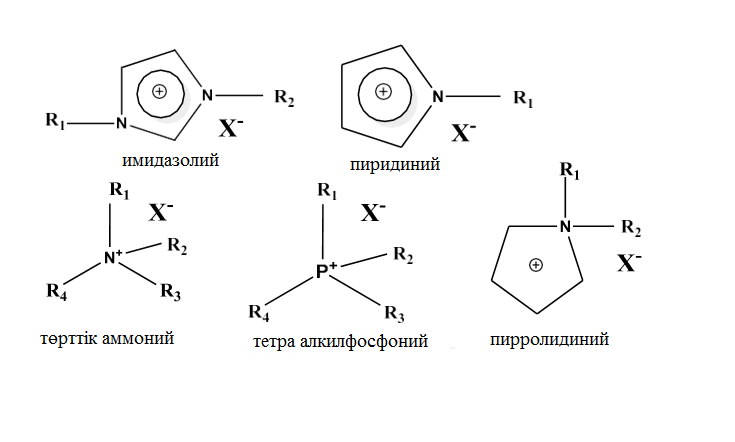 R1 N N R2
X-
имидазолий
N R1
X-
пиридиний
R1
X-
N+ R2
R4 R3
төрттік аммоний
R1
X-
P+ R2
R4 R3
тетра алкилфосфоний
R1
N R2
X-
пирролидиний